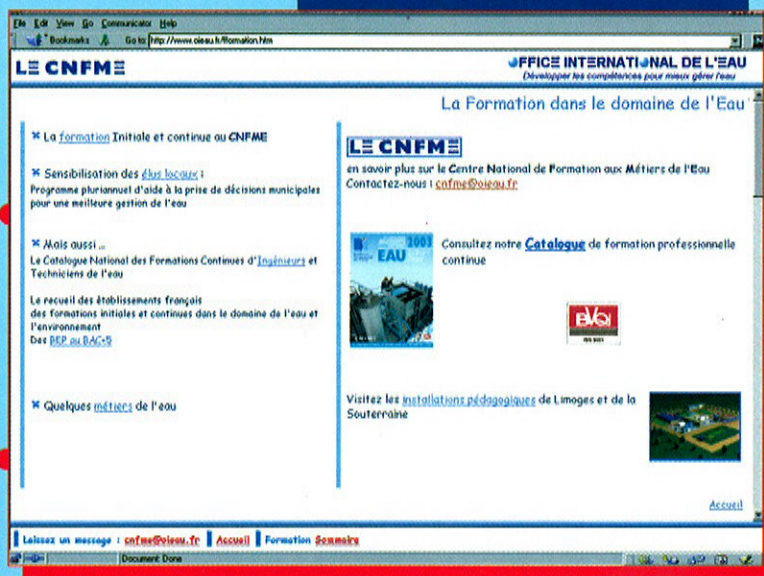 File Edit View Go Communicator Help
Bookmarks Go to: http://www.oieau.fr/fformation.htm
LE CNFME
OFFICE INTERNATIONAL DE L'EAU
Développer les compétences pour mieux gérer l'eau
La Formation dans le domaine de l'Eau
La formation Initiale et continue au CNFME
Sensibilisation des élus locaux :
Programme pluriannuel d'aide à la prise de décisions municipales
pour une meilleure gestion de l'eau
Mais aussi ...
Le Catalogue National des Formations Continues d'Ingénieurs et
Techniciens de l'eau
Le recueil des établissements français
des formations initiales et continues dans le domaine de l'eau et
l'environnement
Des BEP au BAC+5
Quelques métiers de l'eau
LE CNFME
en savoir plus sur le Centre National de Formation aux Métiers de l'Eau
Contactez-nous : cnfme@oieau.fr
2003
EAU
Consultez notre Catalogue de formation professionnelle
continue
BVQI
ISO 9001
Visitez les installations pédagogiques de Limoges et de la
Souterraine
Accueil
Laissez un message : cnfme@oieau.fr Accueil Formation Sommaire
Document Done